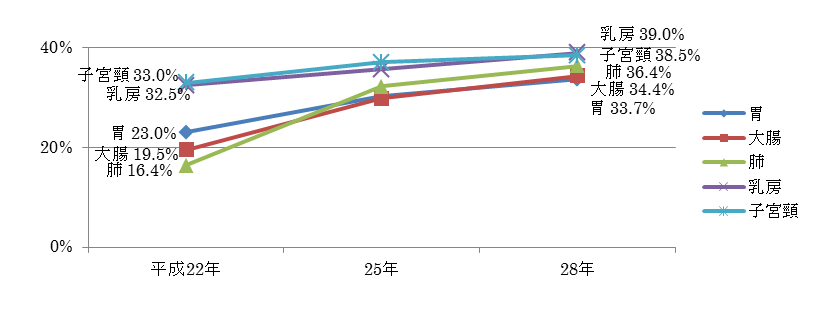 40%
20%
0%
子宮頸 33.0%
乳房 32.5%
胃 23.0%
大腸 19.5%
肺 16.4%
乳房 39.0%
子宮頸 38.5%
肺 36.4%
大腸 34.4%
胃 33.7%
平成22年
25年
28年
胃
大腸
肺
乳房
子宮頸